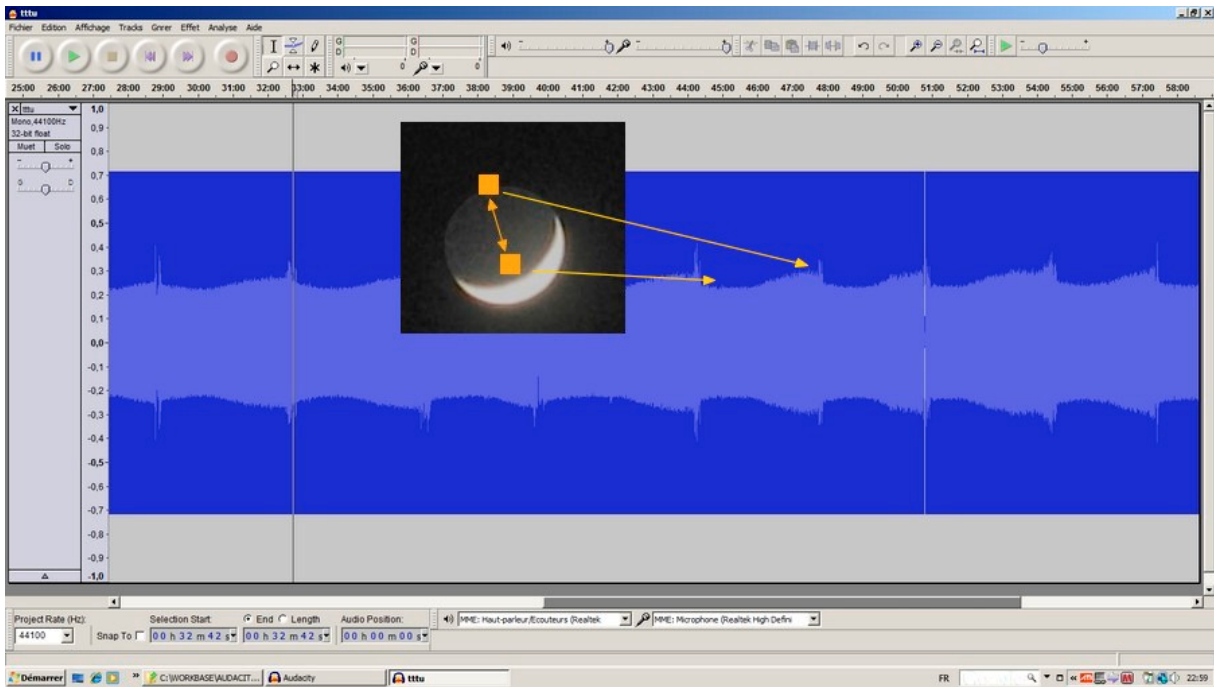 tttu
Fichier Edition Affichage Tracks Gnrer Effet Analyse Aide
G
D
G
D
0
0
25:00 26:00 27:00 28:00 29:00 30:00 31:00 32:00 33:00 34:00 35:00 36:00 37:00 38:00 39:00 40:00 41:00 42:00 43:00 44:00 45:00 46:00 47:00 48:00 49:00 50:00 51:00 52:00 53:00 54:00 55:00 56:00 57:00 58:00
X tttu
Mono,44100Hz
32-bit float
Muet Solo
- +
1,0
0,9
0,8
0,7
0,6
0,5
0,4
0,3
0,2
0,1
0,0
-0,1
-0,2
-0,3
-0,4
-0,5
-0,6
-0,7
-0,8
-0,9
-1,0
Project Rate (Hz): Selection Start: End Length Audio Position:
44100 Snap To 00 h 32 m 42 s 00 h 32 m 42 s 00 h 00 m 00 s
MME: Haut-parleur/Ecouteurs (Realtek MME: Microphone (Realtek High Defini
Démarrer C:\WORKBASE\AUDACIT... Audacity tttu FR 22:59